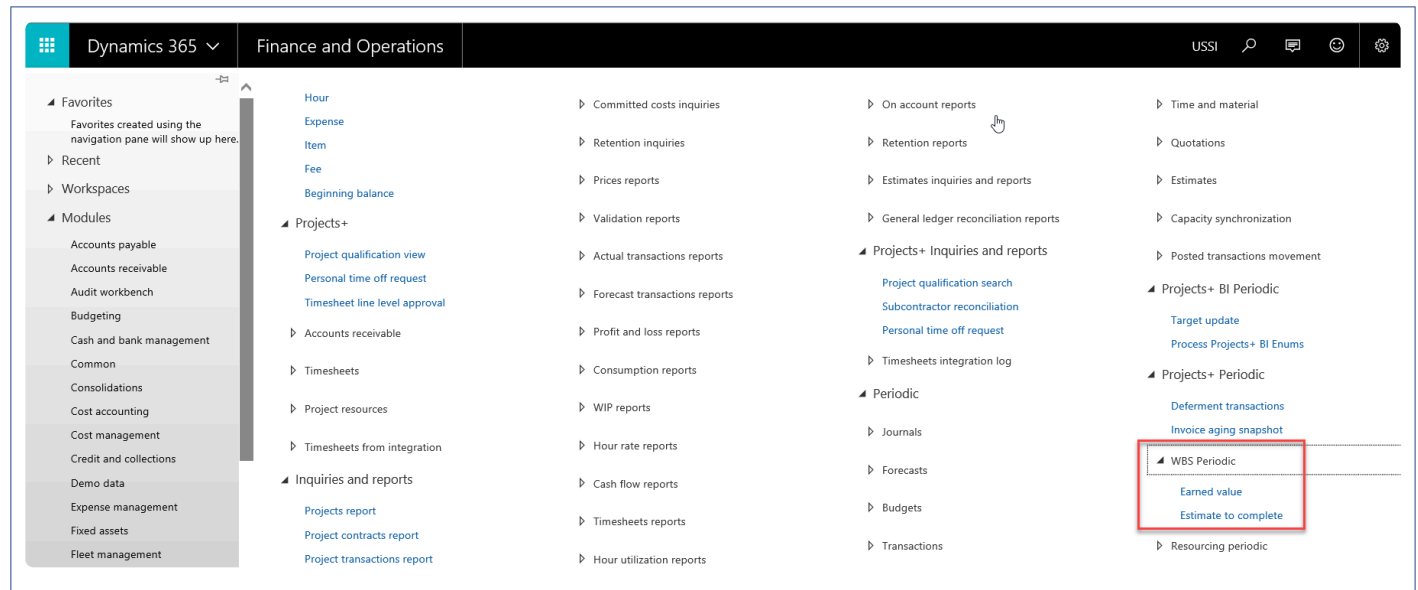 Dynamics 365
Finance and Operations
USSI
Favorites
Favorites created using the
navigation pane will show up here.
Recent
Workspaces
Modules
Accounts payable
Accounts receivable
Audit workbench
Budgeting
Cash and bank management
Common
Consolidations
Cost accounting
Cost management
Credit and collections
Demo data
Expense management
Fixed assets
Fleet management
Hour
Expense
Item
Fee
Beginning balance
Projects+
Project qualification view
Personal time off request
Timesheet line level approval
Accounts receivable
Timesheets
Project resources
Timesheets from integration
Inquiries and reports
Projects report
Project contracts report
Project transactions report
Committed costs inquiries
Retention inquiries
Prices reports
Validation reports
Actual transactions reports
Forecast transactions reports
Profit and loss reports
Consumption reports
WIP reports
Hour rate reports
Cash flow reports
Timesheets reports
Hour utilization reports
On account reports
Retention reports
Estimates inquiries and reports
General ledger reconciliation reports
Projects+ Inquiries and reports
Project qualification search
Subcontractor reconciliation
Personal time off request
Timesheets integration log
Periodic
Journals
Forecasts
Budgets
Transactions
Time and material
Quotations
Estimates
Capacity synchronization
Posted transactions movement
Projects+ BI Periodic
Target update
Process Projects+ BI Enums
Projects+ Periodic
Deferment transactions
Invoice aging snapshot
WBS Periodic
Earned value
Estimate to complete
Resourcing periodic